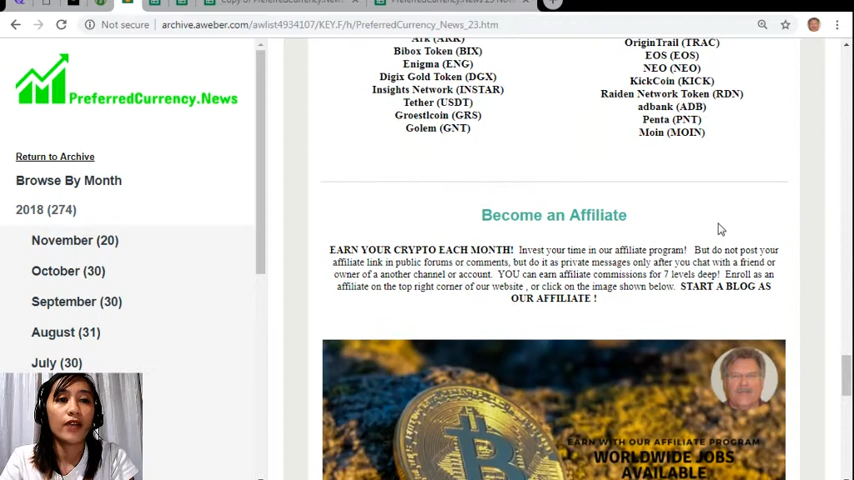 Copy of PreferredCurrency_News
PreferredCurrency_News 23 Nove
Not secure | archive.aweber.com/awlist4934107/KEY.F/h/PreferredCurrency_News_23.htm
PreferredCurrency.News
Return to Archive
Browse By Month
2018 (274)
November (20)
October (30)
September (30)
August (31)
July (30)
Ark (ARK)
Bibox Token (BIX)
Enigma (ENG)
Digix Gold Token (DGX)
Insights Network (INSTAR)
Tether (USDT)
Groestlcoin (GRS)
Golem (GNT)
OriginTrail (TRAC)
EOS (EOS)
NEO (NEO)
KickCoin (KICK)
Raiden Network Token (RDN)
adbank (ADB)
Penta (PNT)
Moin (MOIN)
Become an Affiliate
EARN YOUR CRYPTO EACH MONTH! Invest your time in our affiliate program! But do not post your
affiliate link in public forums or comments, but do it as private messages only after you chat with a friend or
owner of a another channel or account. YOU can earn affiliate commissions for 7 levels deep! Enroll as an
affiliate on the top right corner of our website , or click on the image shown below. START A BLOG AS
OUR AFFILIATE !
EARN WITH OUR AFFILIATE PROGRAM
WORLDWIDE JOBS
AVAILABLE